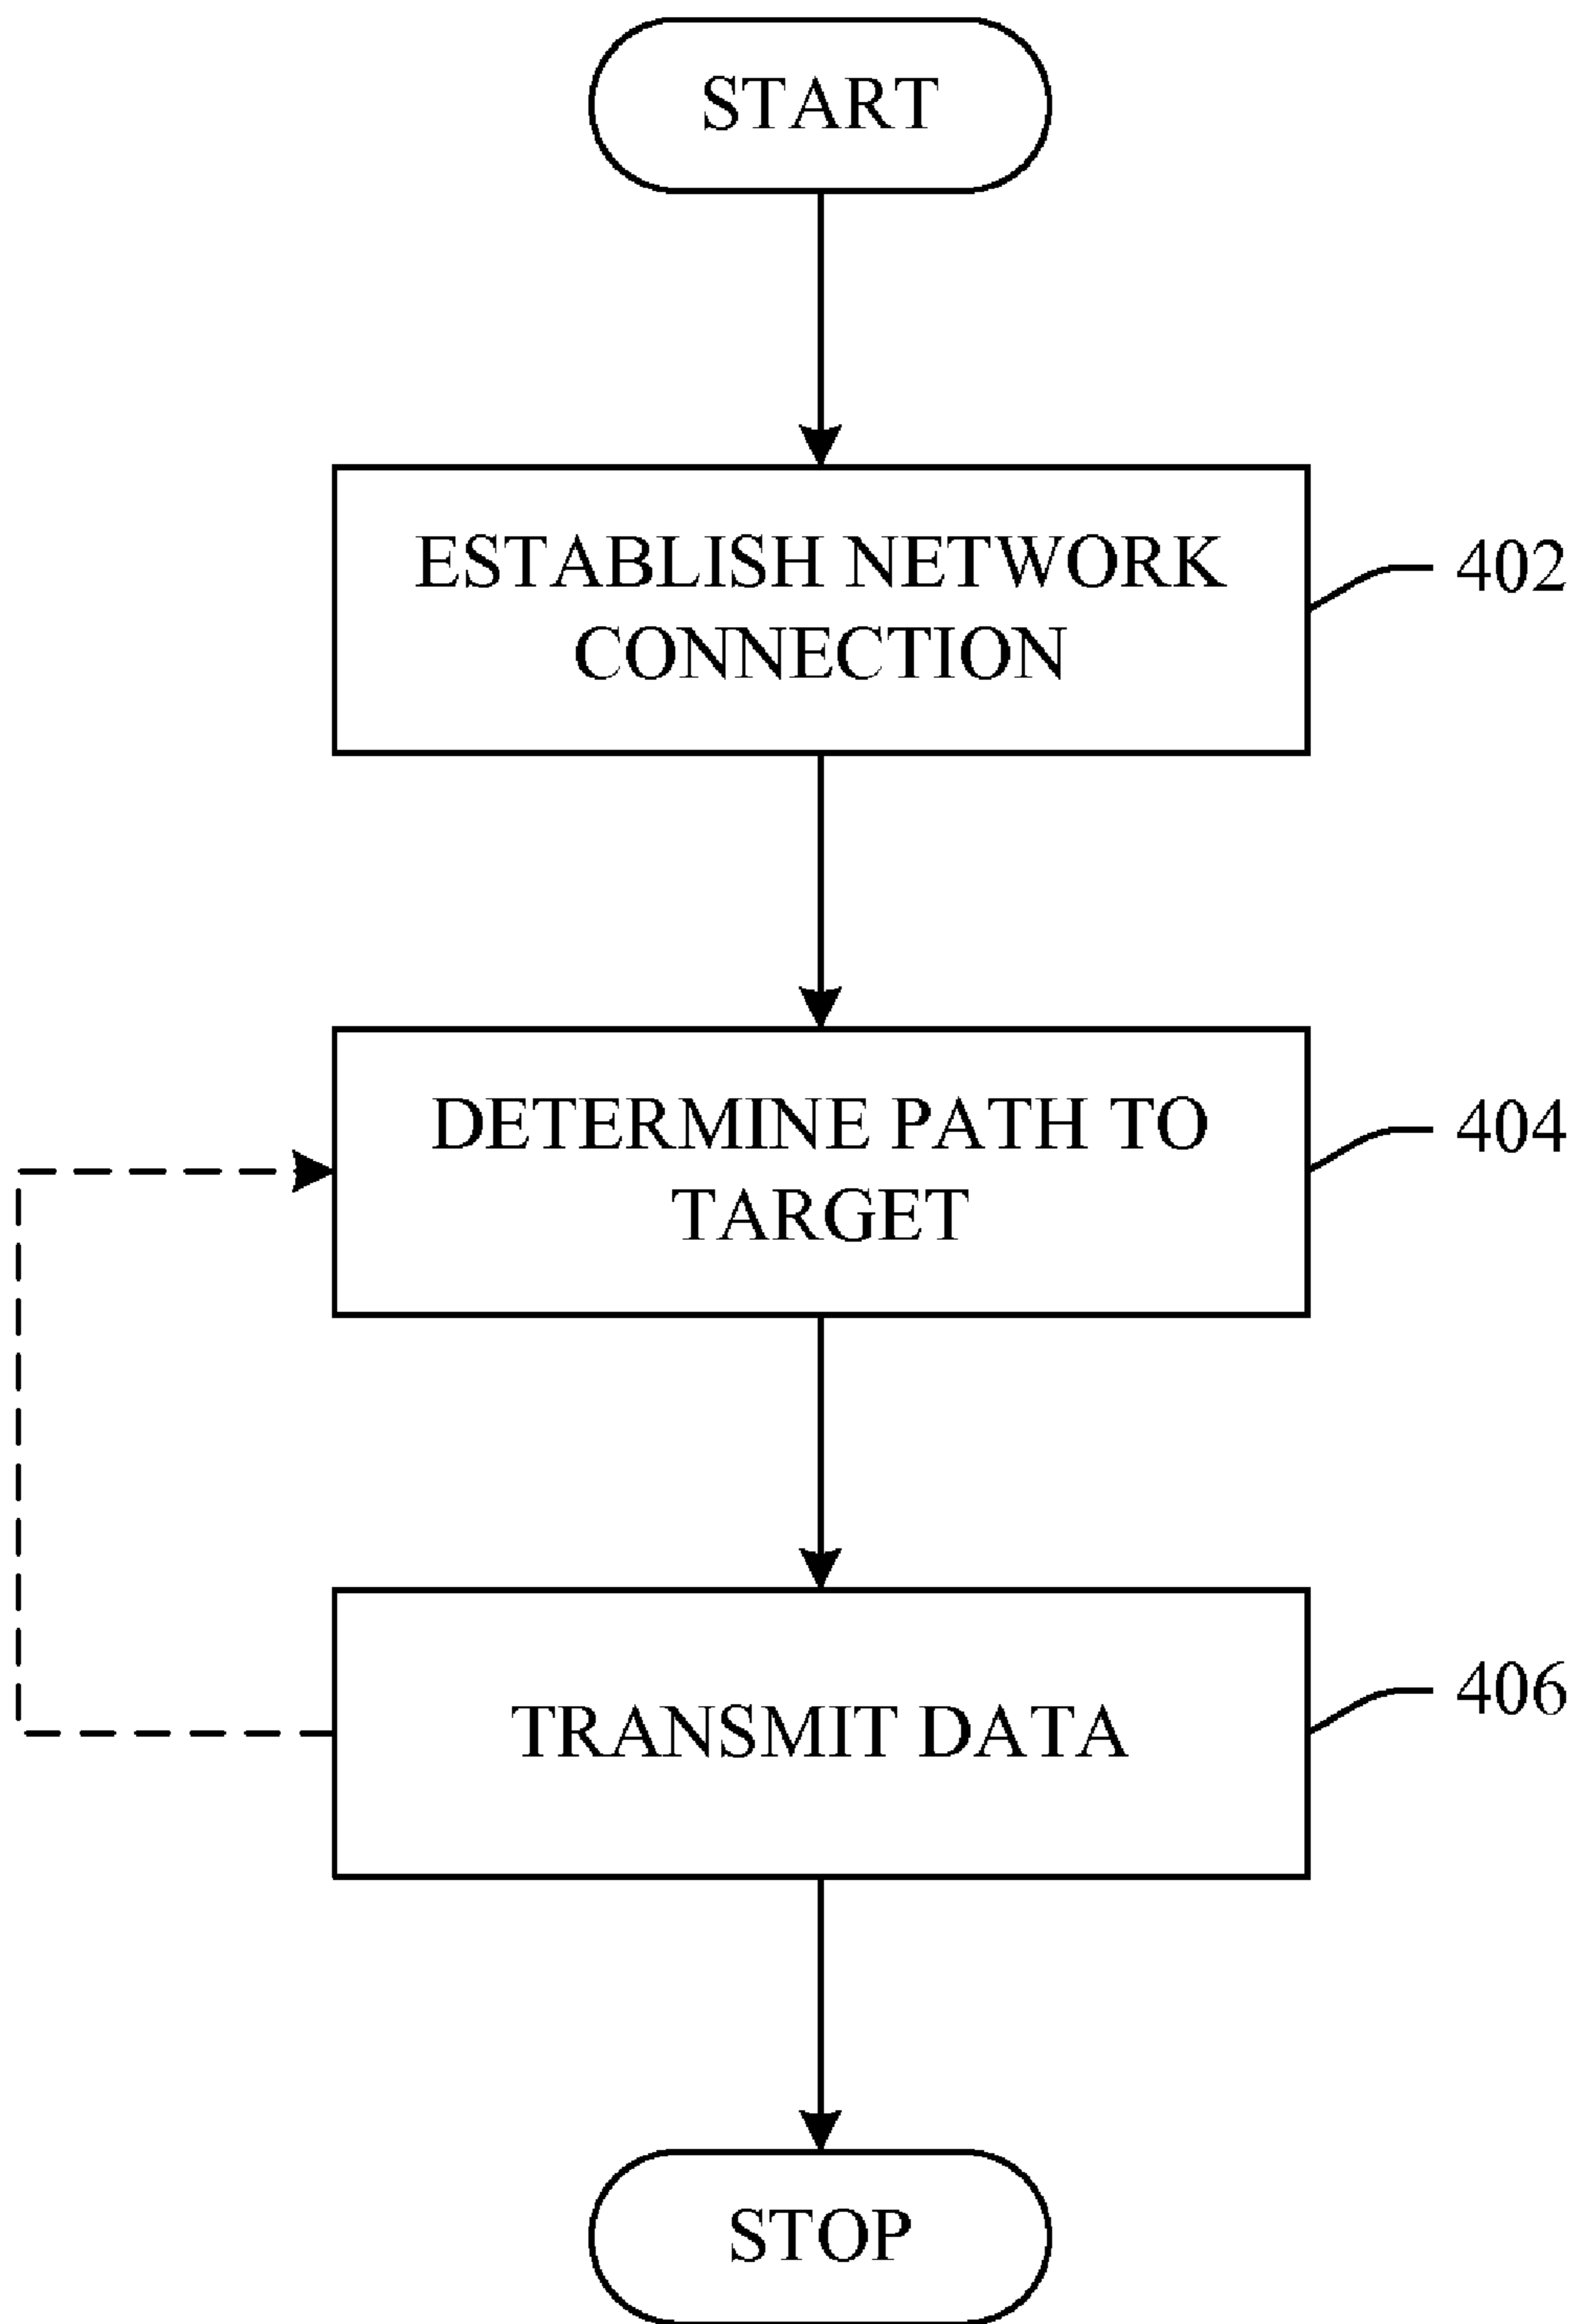 START
ESTABLISH NETWORK
CONNECTION
402
DETERMINE PATH TO
TARGET
404
TRANSMIT DATA
406
STOP